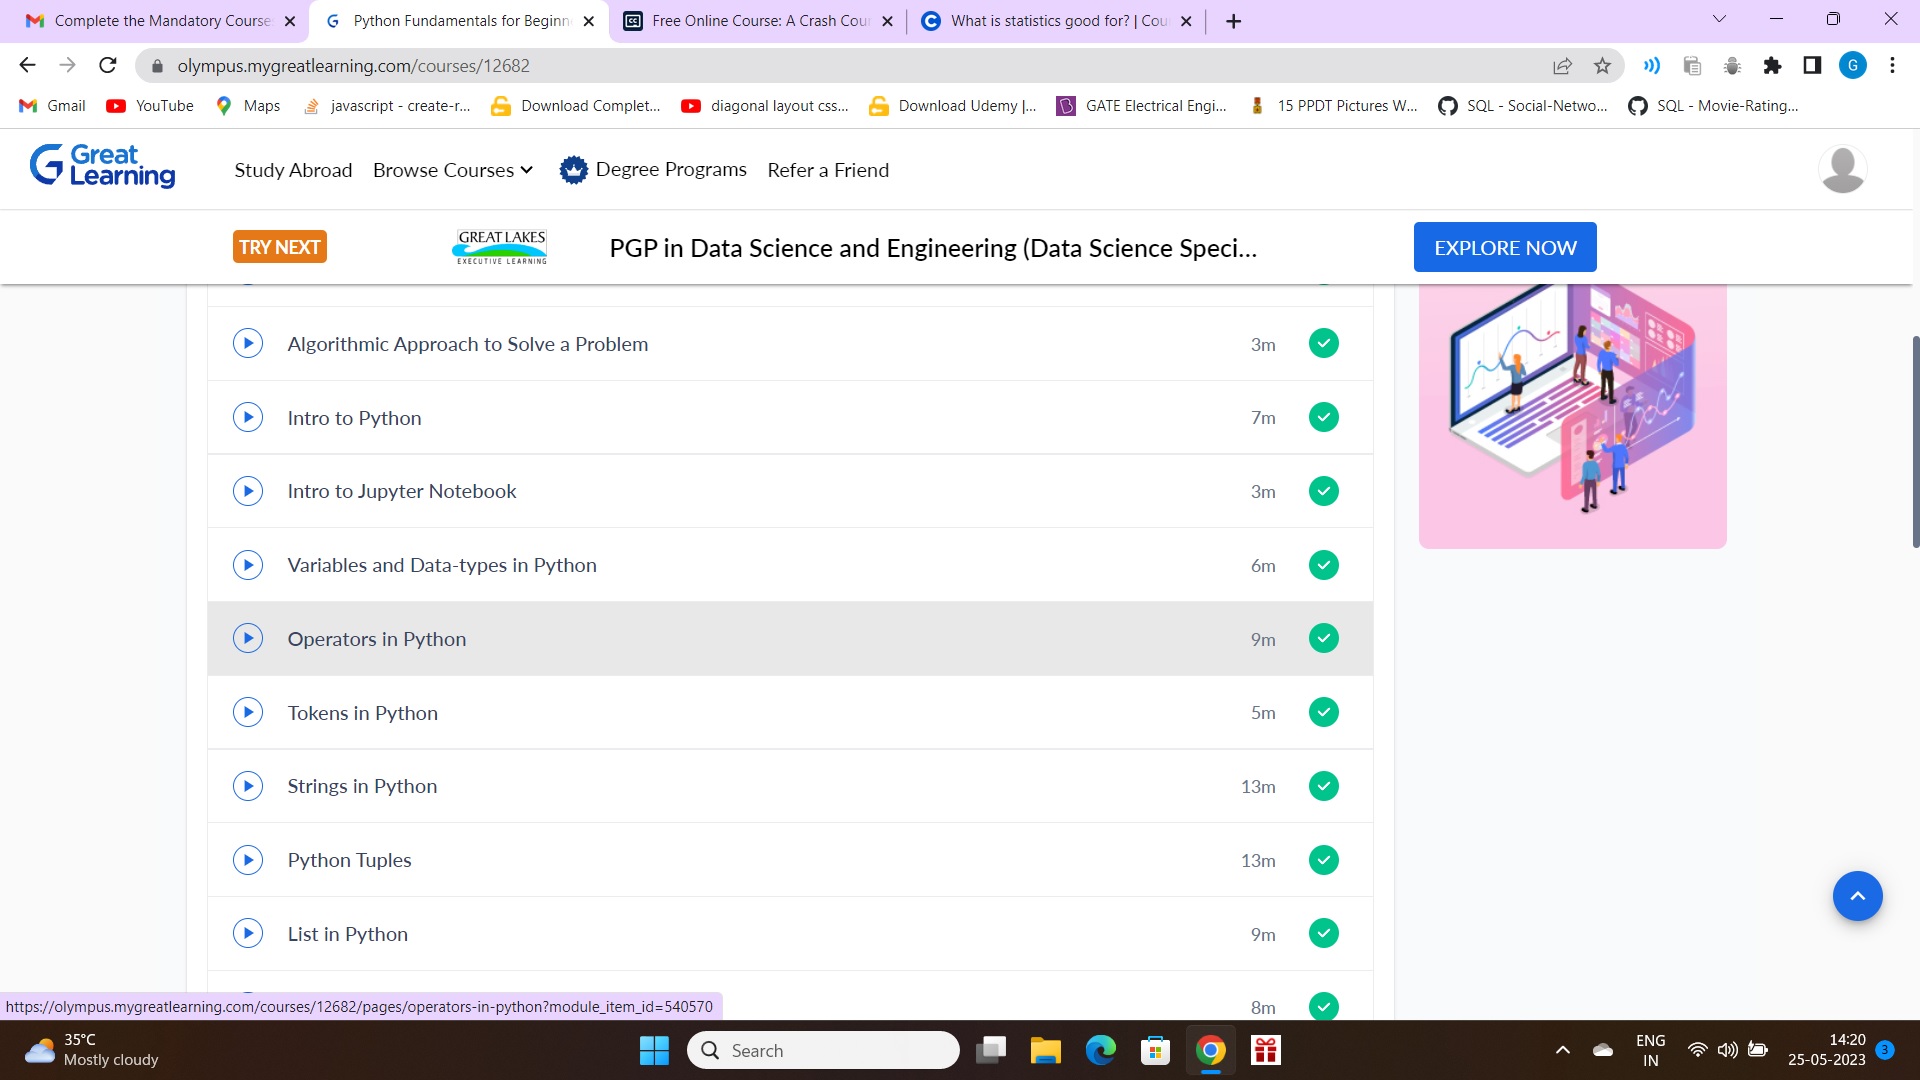 Complete the Mandatory Course
Python Fundamentals for Beginn
Free Online Course: A Crash Cour
What is statistics good for? | Cou
olympus.mygreatlearning.com/courses/12682
G
Gmail
YouTube
Maps
javascript - create-r...
Download Complet...
diagonal layout css...
Download Udemy |...
GATE Electrical Engi...
15 PPDT Pictures W...
SQL - Social-Netwo...
SQL - Movie-Rating...
Great
Learning
Study Abroad
Browse Courses
Degree Programs
Refer a Friend
TRY NEXT
GREAT LAKES
EXECUTIVE LEARNING
PGP in Data Science and Engineering (Data Science Speci...
EXPLORE NOW
Algorithmic Approach to Solve a Problem 3m
Intro to Python 7m
Intro to Jupyter Notebook 3m
Variables and Data-types in Python 6m
Operators in Python 9m
Tokens in Python 5m
Strings in Python 13m
Python Tuples 13m
List in Python 9m
8m
https://olympus.mygreatlearning.com/courses/12682/pages/operators-in-python?module_item_id=540570
35°C
Mostly cloudy
Search
ENG
IN
14:20
25-05-2023
3